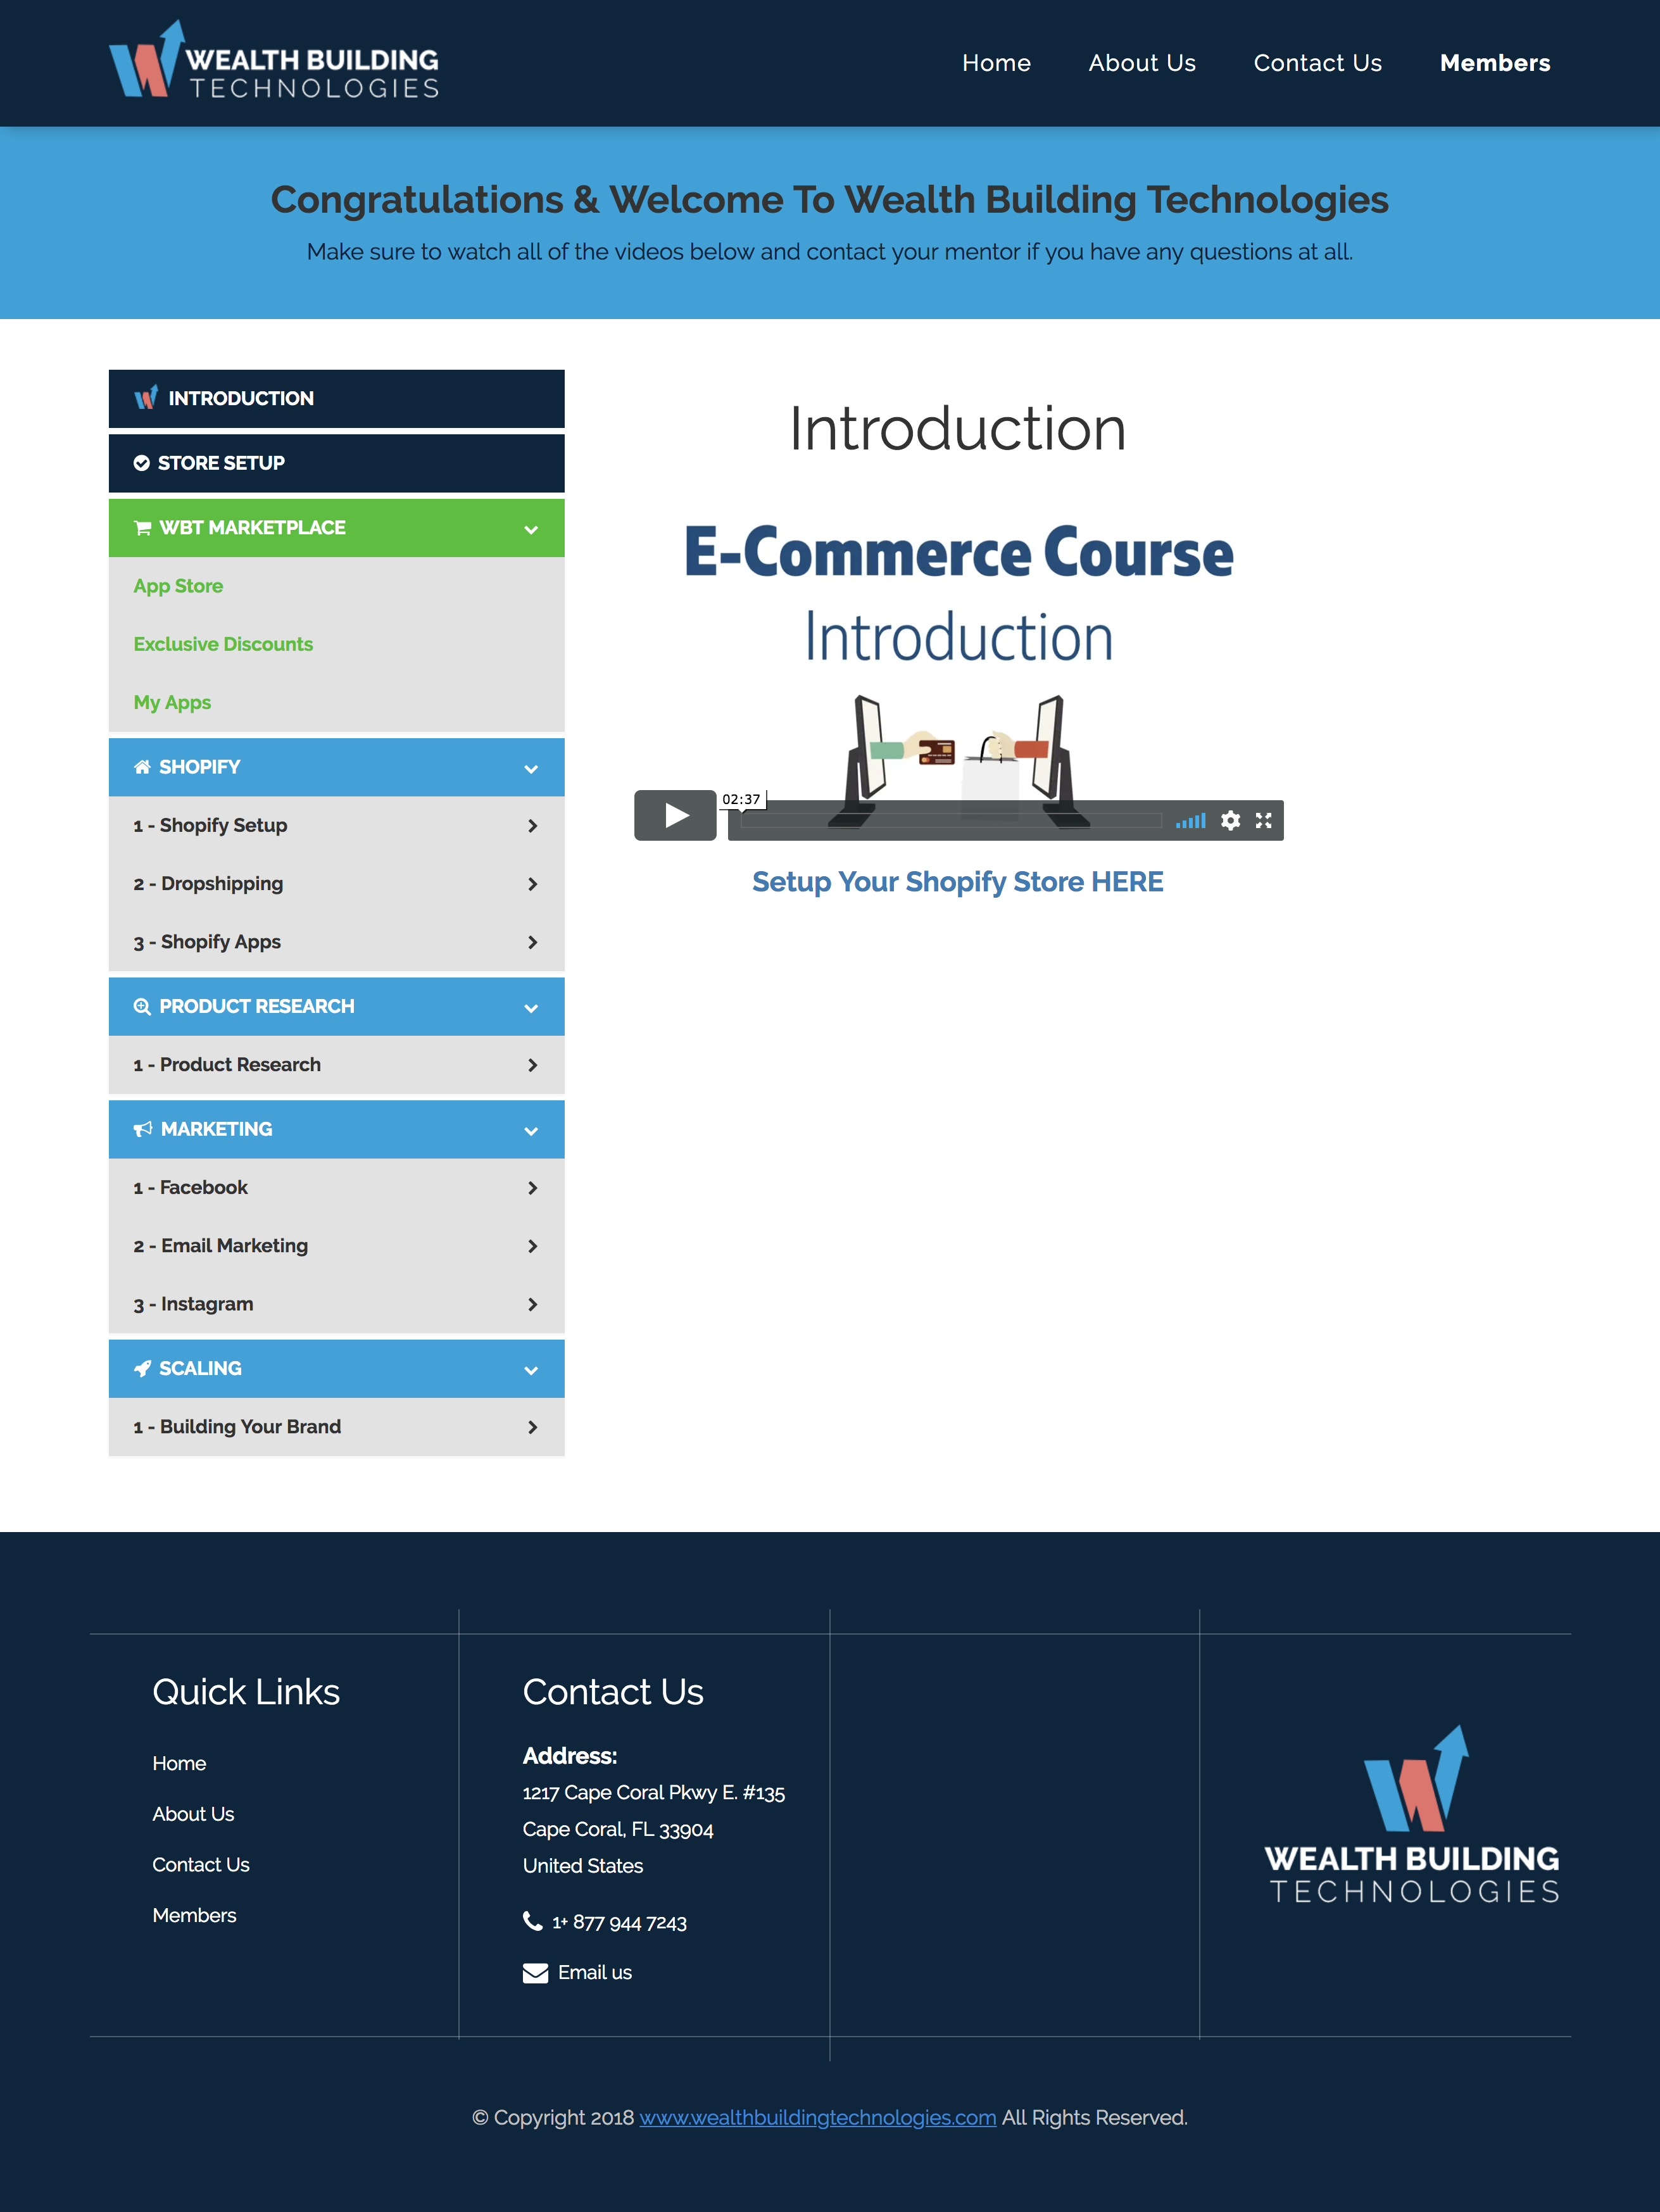 WEALTH BUILDING
TECHNOLOGIES
Home
About Us
Contact Us
Members
Congratulations & Welcome To Wealth Building Technologies
Make sure to watch all of the videos below and contact your mentor if you have any questions at all.
INTRODUCTION
STORE SETUP
WBT MARKETPLACE
App Store
Exclusive Discounts
My Apps
SHOPIFY
1 - Shopify Setup
2 - Dropshipping
3 - Shopify Apps
PRODUCT RESEARCH
1 - Product Research
MARKETING
1 - Facebook
2 - Email Marketing
3 - Instagram
SCALING
1 - Building Your Brand
Introduction
E-Commerce Course
Introduction
02:37
Setup Your Shopify Store HERE
Quick Links
Home
About Us
Contact Us
Members
Contact Us
Address:
1217 Cape Coral Pkwy E. #135
Cape Coral, FL 33904
United States
1+ 877 944 7243
Email us
WEALTH BUILDING
TECHNOLOGIES
© Copyright 2018 www.wealthbuildingtechnologies.com All Rights Reserved.